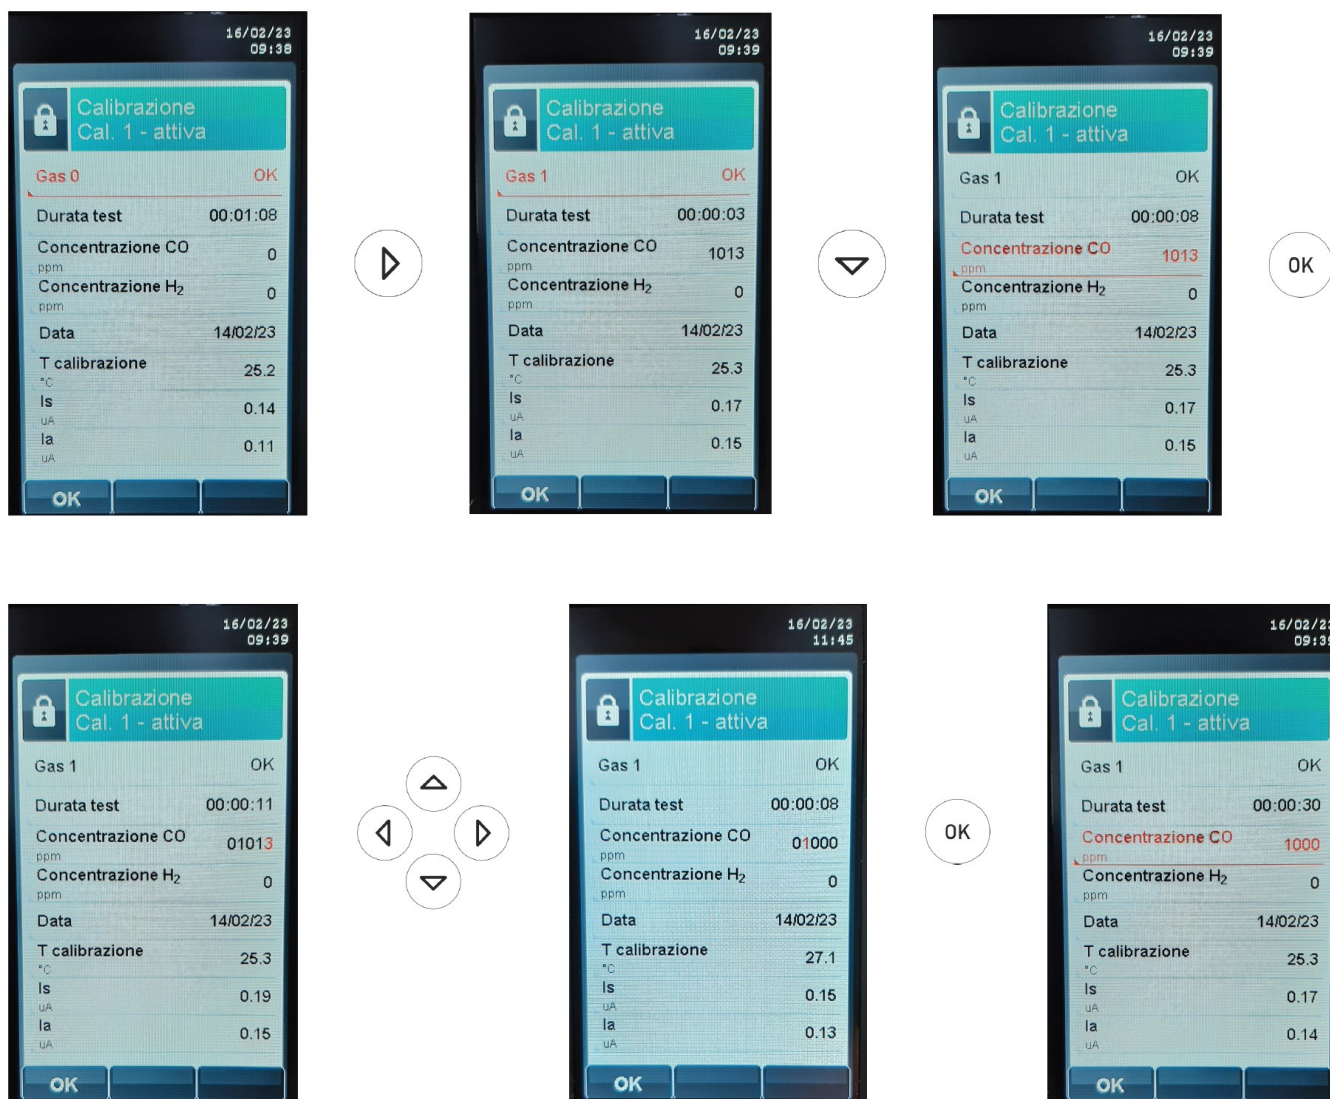 16/02/23
09:38
Calibrazione
Cal. 1 - attiva
Gas 0 OK
Durata test 00:01:08
Concentrazione CO 0
ppm
Concentrazione H₂ 0
ppm
Data 14/02/23
T calibrazione 25.2
°C
Is 0.14
uA
Ia 0.11
uA
OK
16/02/23
09:39
Calibrazione
Cal. 1 - attiva
Gas 1 OK
Durata test 00:00:03
Concentrazione CO 1013
ppm
Concentrazione H₂ 0
ppm
Data 14/02/23
T calibrazione 25.3
°C
Is 0.17
uA
Ia 0.15
uA
OK
16/02/23
09:39
Calibrazione
Cal. 1 - attiva
Gas 1 OK
Durata test 00:00:08
Concentrazione CO 1013
ppm
Concentrazione H₂ 0
ppm
Data 14/02/23
T calibrazione 25.3
°C
Is 0.17
uA
Ia 0.15
uA
OK
OK
16/02/23
09:39
Calibrazione
Cal. 1 - attiva
Gas 1 OK
Durata test 00:00:11
Concentrazione CO 01013
ppm
Concentrazione H₂ 0
ppm
Data 14/02/23
T calibrazione 25.3
°C
Is 0.19
uA
Ia 0.15
uA
OK
16/02/23
11:45
Calibrazione
Cal. 1 - attiva
Gas 1 OK
Durata test 00:00:08
Concentrazione CO 01000
ppm
Concentrazione H₂ 0
ppm
Data 14/02/23
T calibrazione 27.1
°C
Is 0.15
uA
Ia 0.13
uA
OK
OK
16/02/23
09:39
Calibrazione
Cal. 1 - attiva
Gas 1 OK
Durata test 00:00:30
Concentrazione CO 1000
ppm
Concentrazione H₂ 0
ppm
Data 14/02/23
T calibrazione 25.3
°C
Is 0.17
uA
Ia 0.14
uA
OK